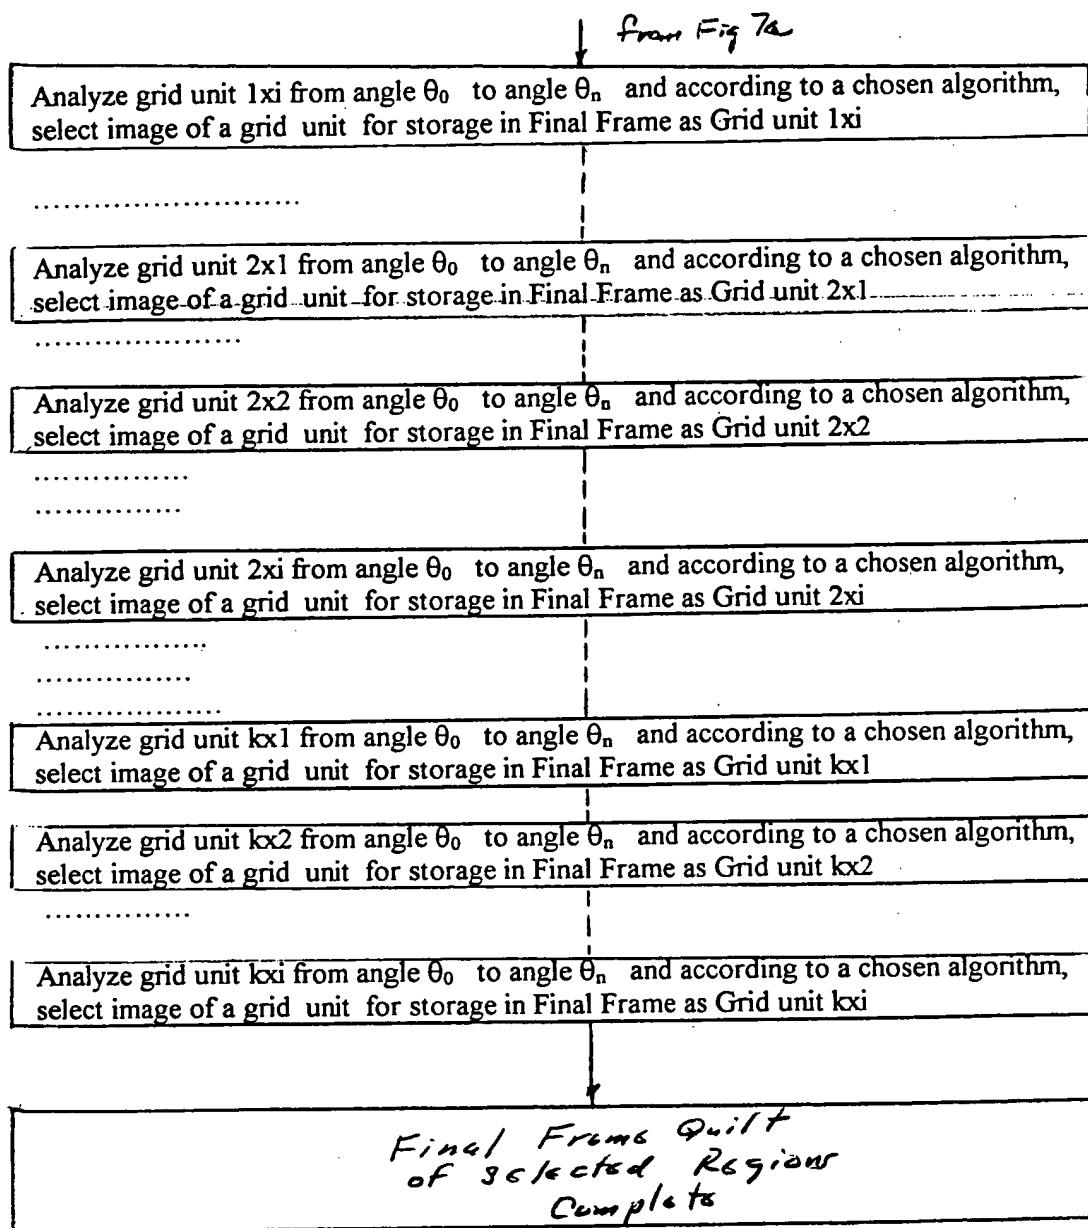 from Fig 7a
Analyze grid unit 1xi from angle θ0 to angle θn and according to a chosen algorithm,
select image of a grid unit for storage in Final Frame as Grid unit 1xi
...........................
Analyze grid unit 2x1 from angle θ0 to angle θn and according to a chosen algorithm,
select image of a grid unit for storage in Final Frame as Grid unit 2x1
.....................
Analyze grid unit 2x2 from angle θ0 to angle θn and according to a chosen algorithm,
select image of a grid unit for storage in Final Frame as Grid unit 2x2
................
...............
Analyze grid unit 2xi from angle θ0 to angle θn and according to a chosen algorithm,
select image of a grid unit for storage in Final Frame as Grid unit 2xi
.................
................
...................
Analyze grid unit kx1 from angle θ0 to angle θn and according to a chosen algorithm,
select image of a grid unit for storage in Final Frame as Grid unit kx1
Analyze grid unit kx2 from angle θ0 to angle θn and according to a chosen algorithm,
select image of a grid unit for storage in Final Frame as Grid unit kx2
...............
Analyze grid unit kxi from angle θ0 to angle θn and according to a chosen algorithm,
select image of a grid unit for storage in Final Frame as Grid unit kxi
Final Frame Quilt
of selected Regions
Complete